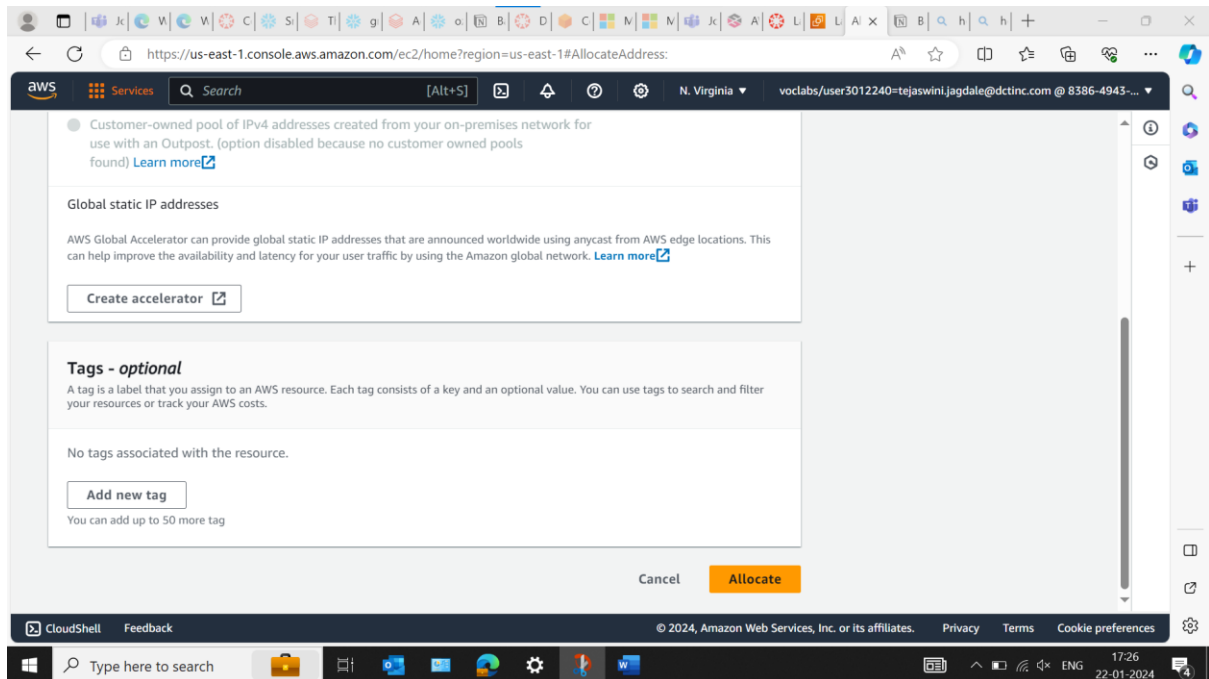 https://us-east-1.console.aws.amazon.com/ec2/home?region=us-east-1#AllocateAddress:
aws
Services
Search
[Alt+S]
N. Virginia
voclabs/user3012240=tejaswini.jagdale@dctinc.com @ 8386-4943-...
Customer-owned pool of IPv4 addresses created from your on-premises network for
use with an Outpost. (option disabled because no customer owned pools
found) Learn more
Global static IP addresses
AWS Global Accelerator can provide global static IP addresses that are announced worldwide using anycast from AWS edge locations. This
can help improve the availability and latency for your user traffic by using the Amazon global network. Learn more
Create accelerator
Tags - optional
A tag is a label that you assign to an AWS resource. Each tag consists of a key and an optional value. You can use tags to search and filter
your resources or track your AWS costs.
No tags associated with the resource.
Add new tag
You can add up to 50 more tag
Cancel
Allocate
CloudShell
Feedback
© 2024, Amazon Web Services, Inc. or its affiliates.
Privacy
Terms
Cookie preferences
Type here to search
ENG
17:26
22-01-2024
4